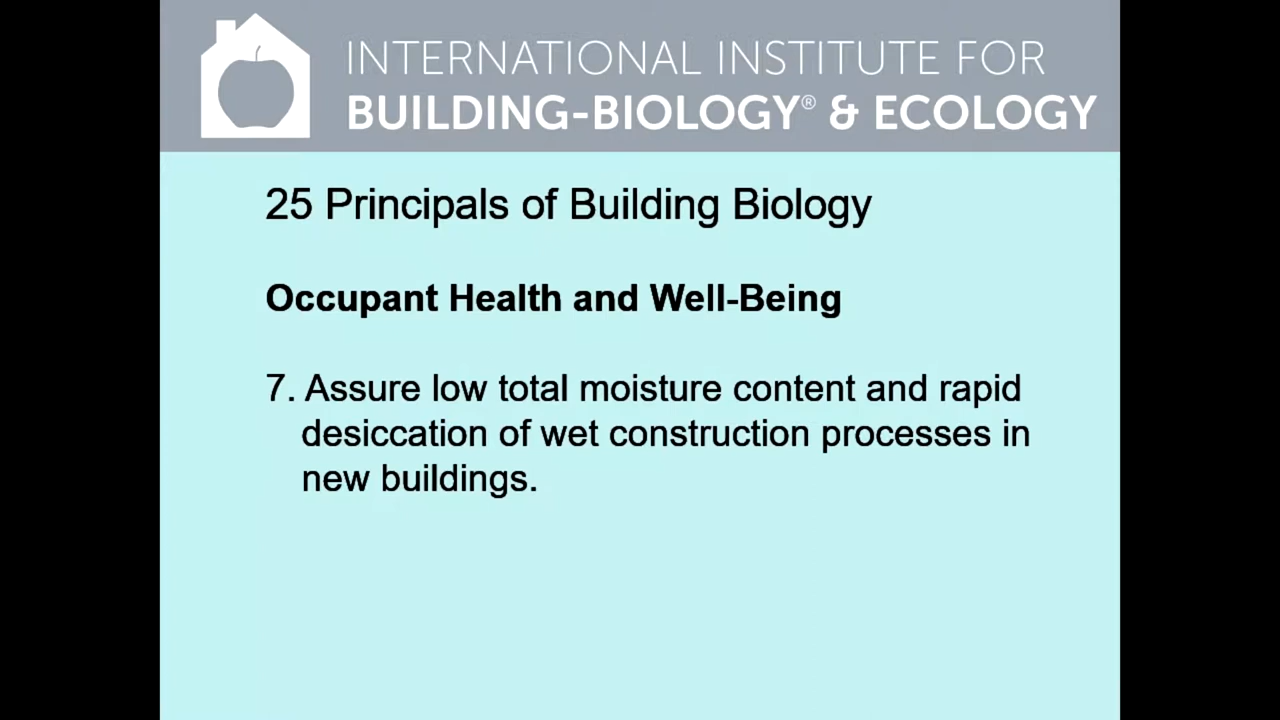 INTERNATIONAL INSTITUTE FOR
BUILDING-BIOLOGY® & ECOLOGY
25 Principals of Building Biology
Occupant Health and Well-Being
7. Assure low total moisture content and rapid
desiccation of wet construction processes in
new buildings.